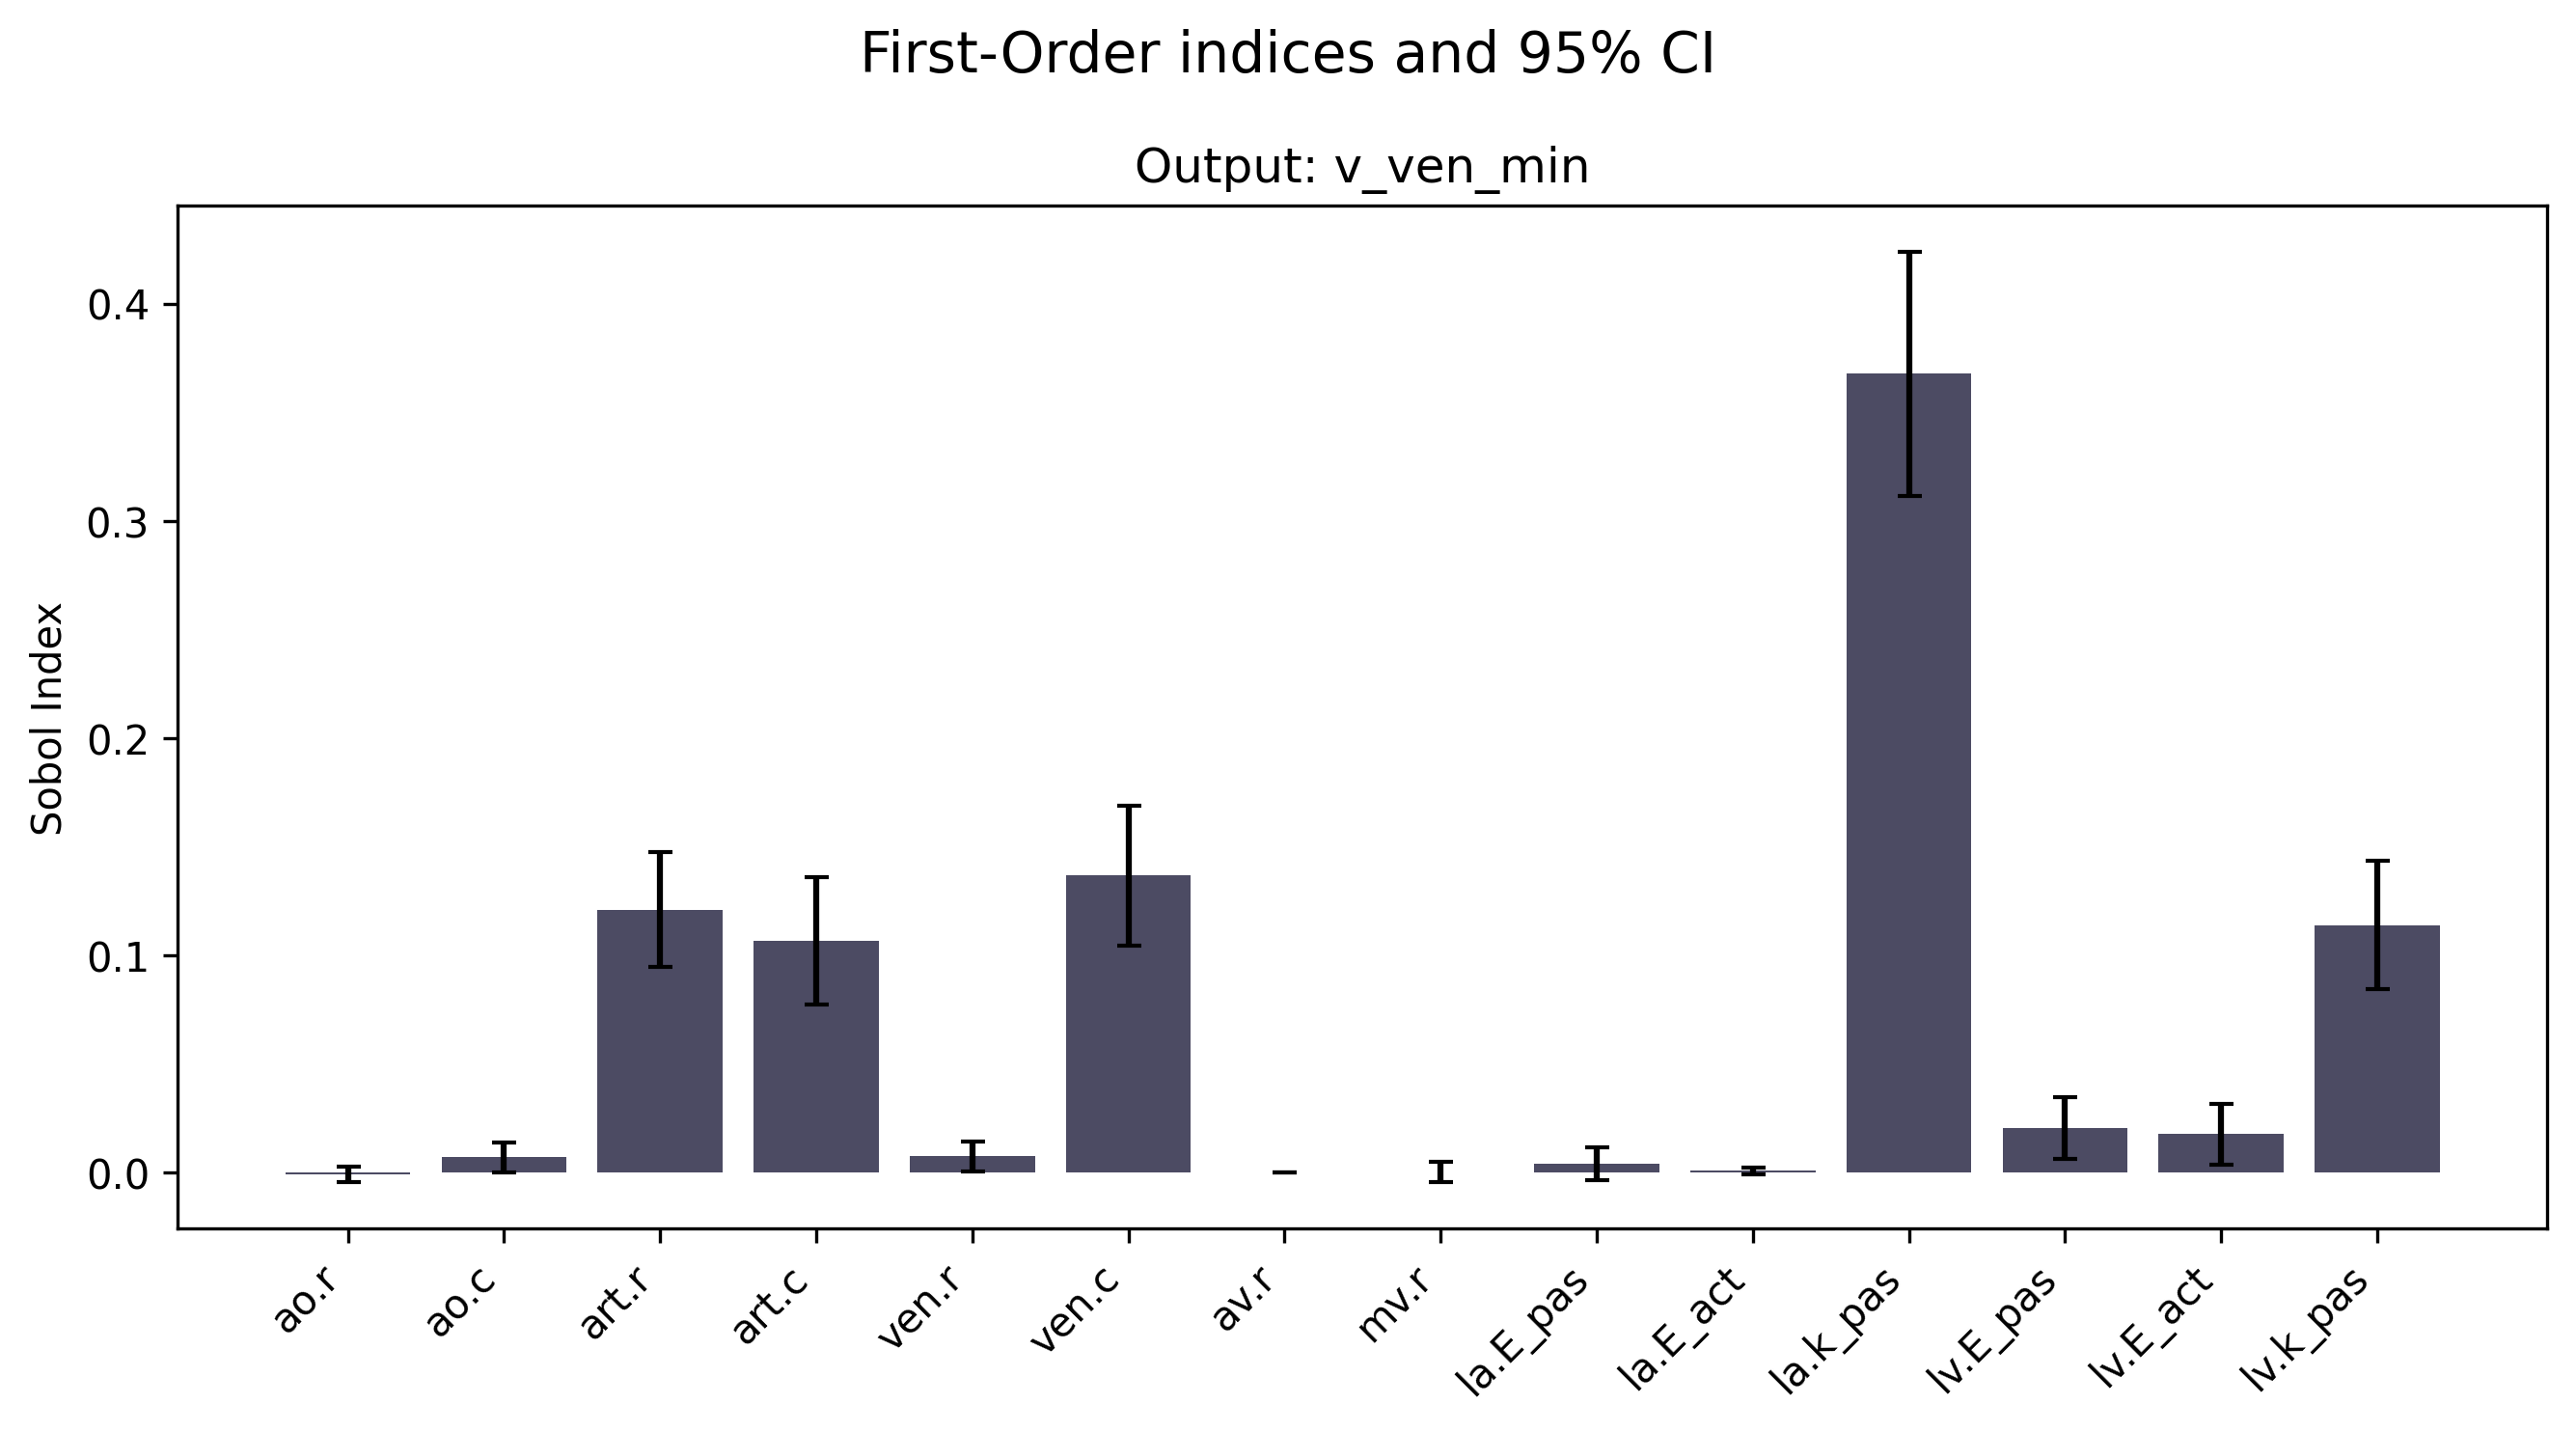 First-Order indices and 95% CI
Output: v_ven_min
Sobol Index
0.4
0.3
0.2
0.1
0.0
ao.r
ao.c
art.r
art.c
ven.r
ven.c
av.r
mv.r
la.E_pas
la.E_act
la.k_pas
lv.E_pas
lv.E_act
lv.k_pas